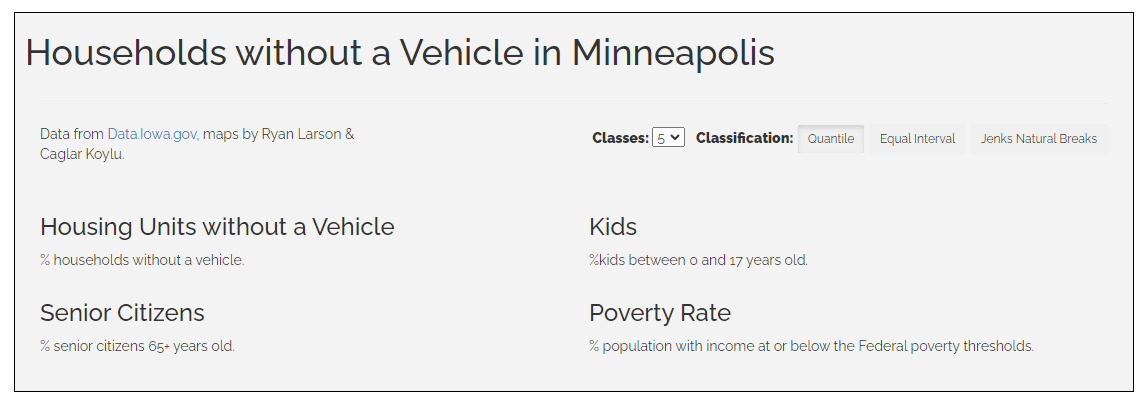 Households without a Vehicle in Minneapolis
Data from Data.Iowa.gov, maps by Ryan Larson &
Caglar Koylu.
Classes: 5 Classification: Quantile Equal Interval Jenks Natural Breaks
Housing Units without a Vehicle
% households without a vehicle.
Kids
%kids between 0 and 17 years old.
Senior Citizens
% senior citizens 65+ years old.
Poverty Rate
% population with income at or below the Federal poverty thresholds.